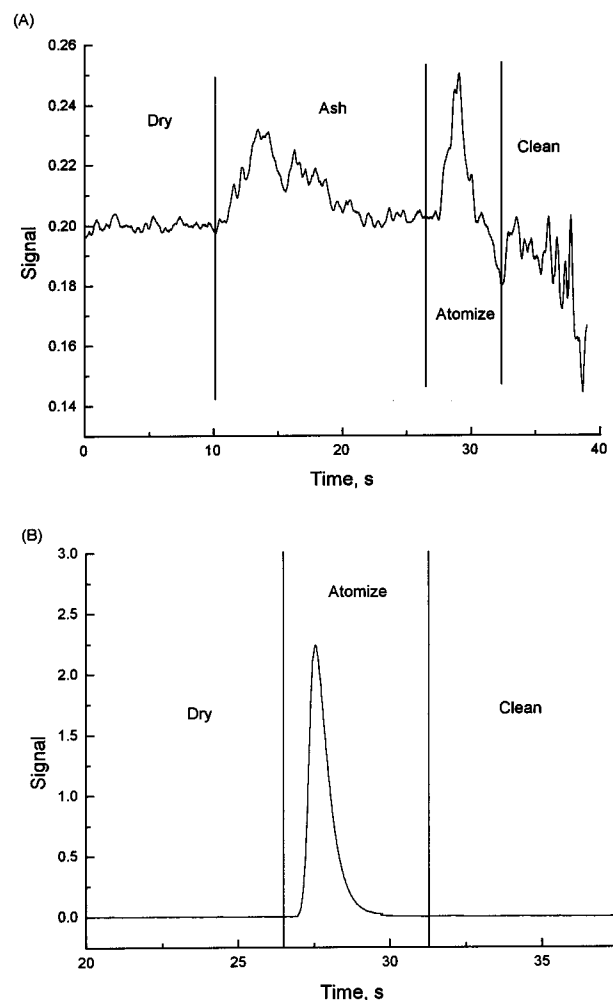 (A)
0.26
0.24
0.22
0.20
0.18
0.16
0.14
Signal
Dry
Ash
Clean
Atomize
0 10 20 30 40
Time, s
(B)
3.0
2.5
2.0
1.5
1.0
0.5
0.0
Signal
Atomize
Dry
Clean
20 25 30 35
Time, s